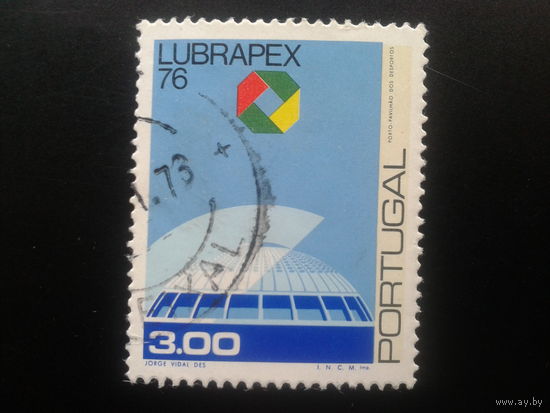 LUBRAPEX
76
PORTO PAVILHÃO DOS DESPORTOS
PORTUGAL
3.00
JORGE VIDAL DES
I. N. C. M. Imp.
www.ay.by